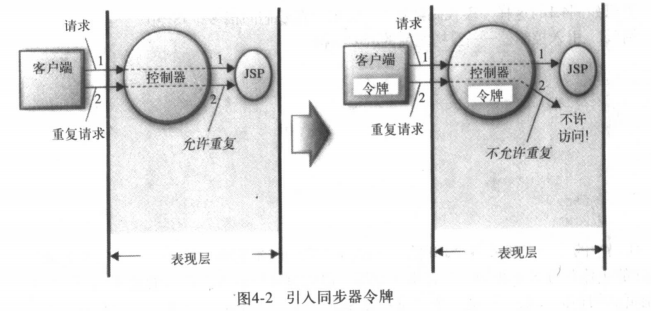 请求
客户端
1
控制器
1
JSP
2
2
重复请求
允许重复
表现层
请求
客户端
令牌
1
控制器
令牌
1
JSP
2
2
重复请求
不允许重复
不许
访问!
表现层
图4-2 引入同步器令牌